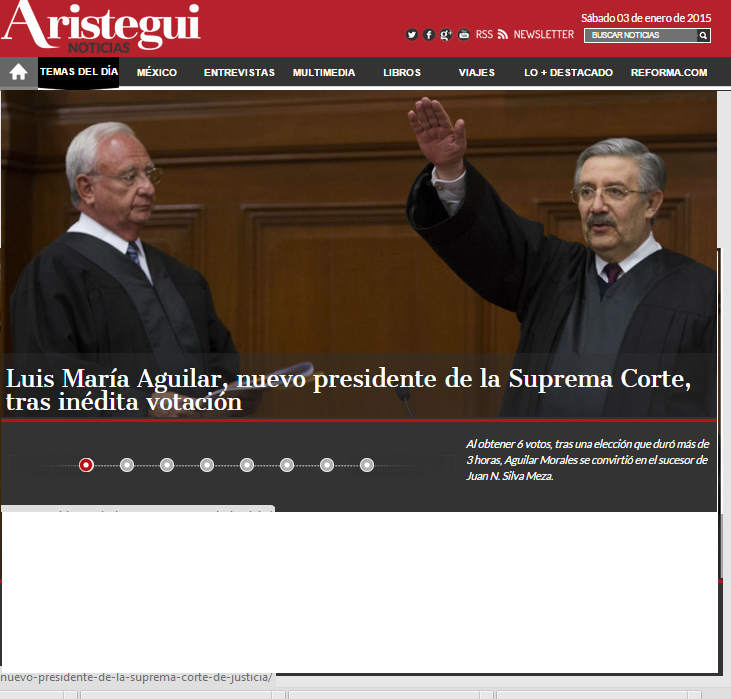 Aristegui
NOTICIAS
Sábado 03 de enero de 2015
RSS NEWSLETTER
BUSCAR NOTICIAS
TEMAS DEL DÍA MÉXICO ENTREVISTAS MULTIMEDIA LIBROS VIAJES LO + DESTACADO REFORMA.COM
Luis María Aguilar, nuevo presidente de la Suprema Corte,
tras inédita votación
Al obtener 6 votos, tras una elección que duró más de
3 horas, Aguilar Morales se convirtió en el sucesor de
Juan N. Silva Meza.
nuevo-presidente-de-la-suprema-corte-de-justicia/